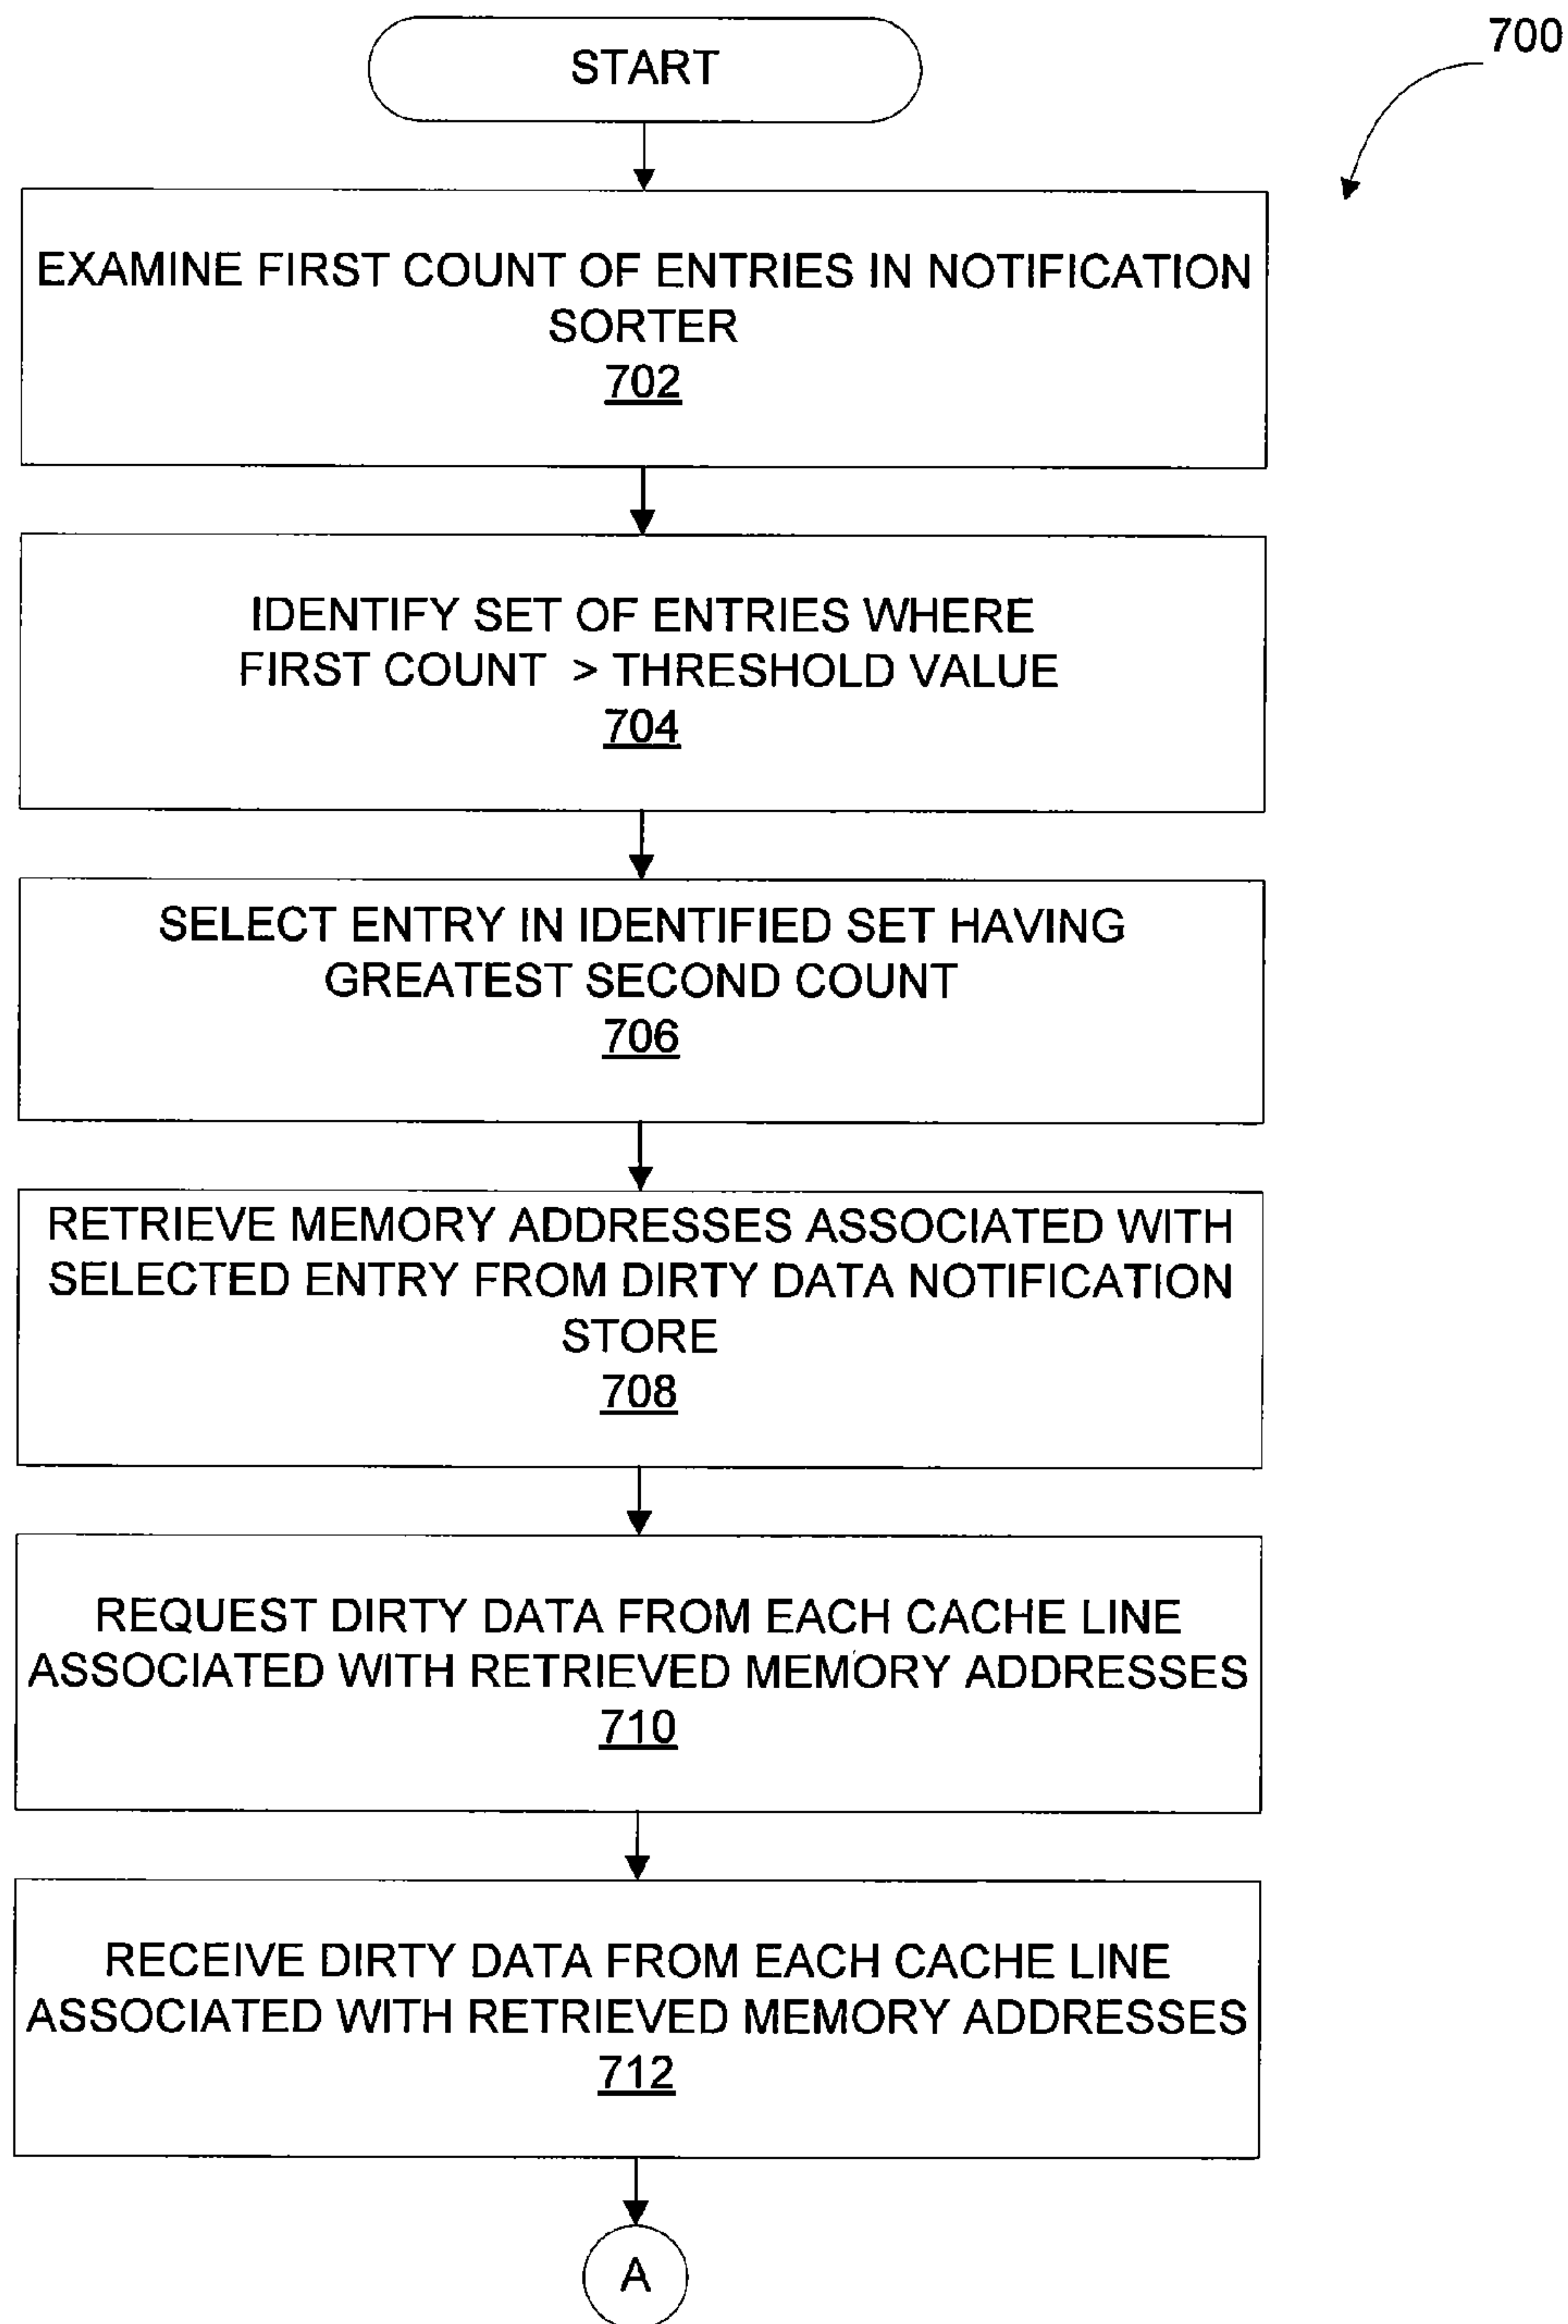 START
700
EXAMINE FIRST COUNT OF ENTRIES IN NOTIFICATION
SORTER
702
IDENTIFY SET OF ENTRIES WHERE
FIRST COUNT > THRESHOLD VALUE
704
SELECT ENTRY IN IDENTIFIED SET HAVING
GREATEST SECOND COUNT
706
RETRIEVE MEMORY ADDRESSES ASSOCIATED WITH
SELECTED ENTRY FROM DIRTY DATA NOTIFICATION
STORE
708
REQUEST DIRTY DATA FROM EACH CACHE LINE
ASSOCIATED WITH RETRIEVED MEMORY ADDRESSES
710
RECEIVE DIRTY DATA FROM EACH CACHE LINE
ASSOCIATED WITH RETRIEVED MEMORY ADDRESSES
712
A